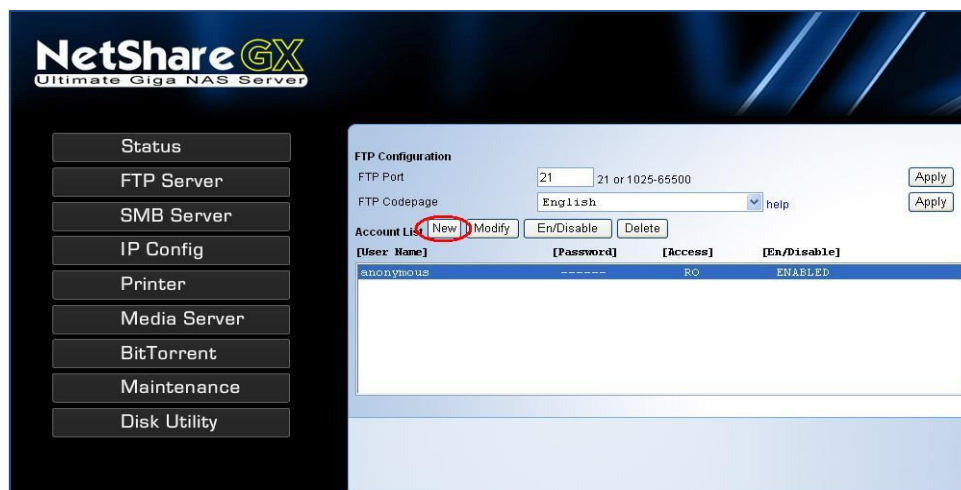 NetShare GX
Ultimate Giga NAS Server
Status
FTP Server
SMB Server
IP Config
Printer
Media Server
BitTorrent
Maintenance
Disk Utility
FTP Configuration
FTP Port 21 21 or 1025-65500 Apply
FTP Codepage English help Apply
Account List New Modify En/Disable Delete
[User Name] [Password] [Access] [En/Disable]
anonymous ------ RO ENABLED